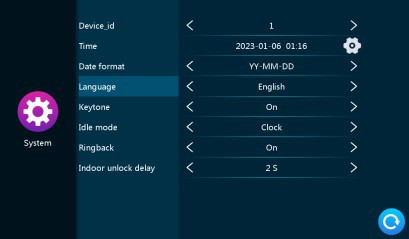 Device_id 1
Time 2023-01-06 01:16
Date format YY-MM-DD
Language English
Keytone On
Idle mode Clock
System
Ringback On
Indoor unlock delay 2 S